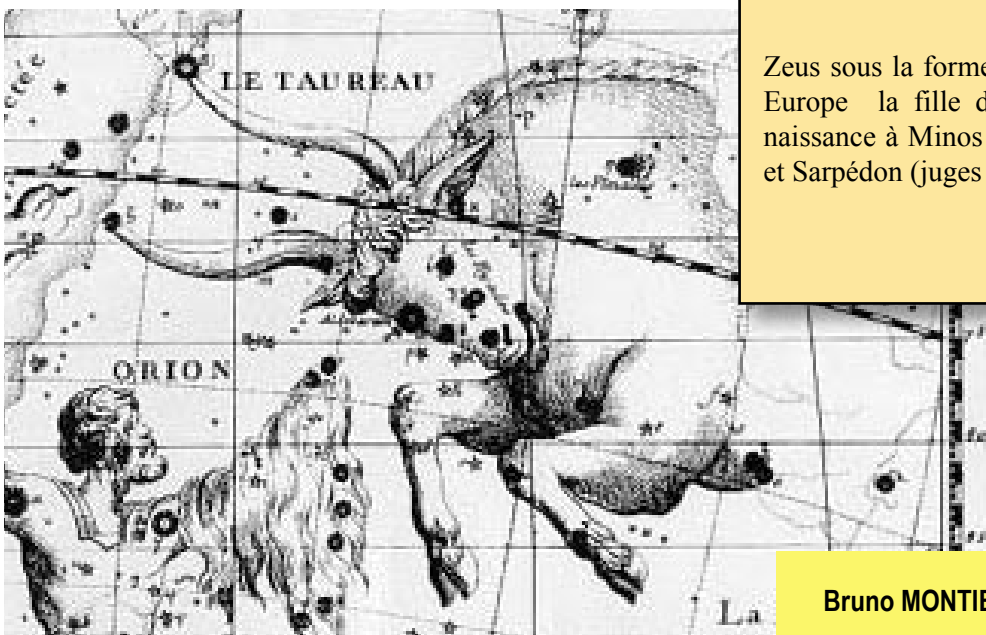 LE TAUREAU
Zeus sous la forme
Europe la fille d
naissance à Minos
et Sarpédon (juges
ORION
La
Bruno MONTIE